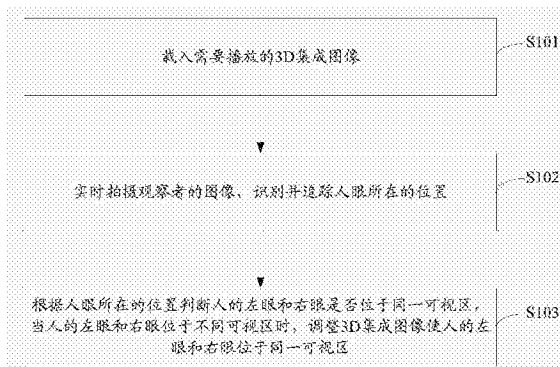 载入需要播放的3D集成图像
S101
实时拍摄观察者的图像、识别并追踪人眼所在的位置
S102
根据人眼所在的位置判断人的左眼和右眼是否位于同一可视区，
当人的左眼和右眼位于不同可视区时，调整3D集成图像使人的左
眼和右眼位于同一可视区
S103